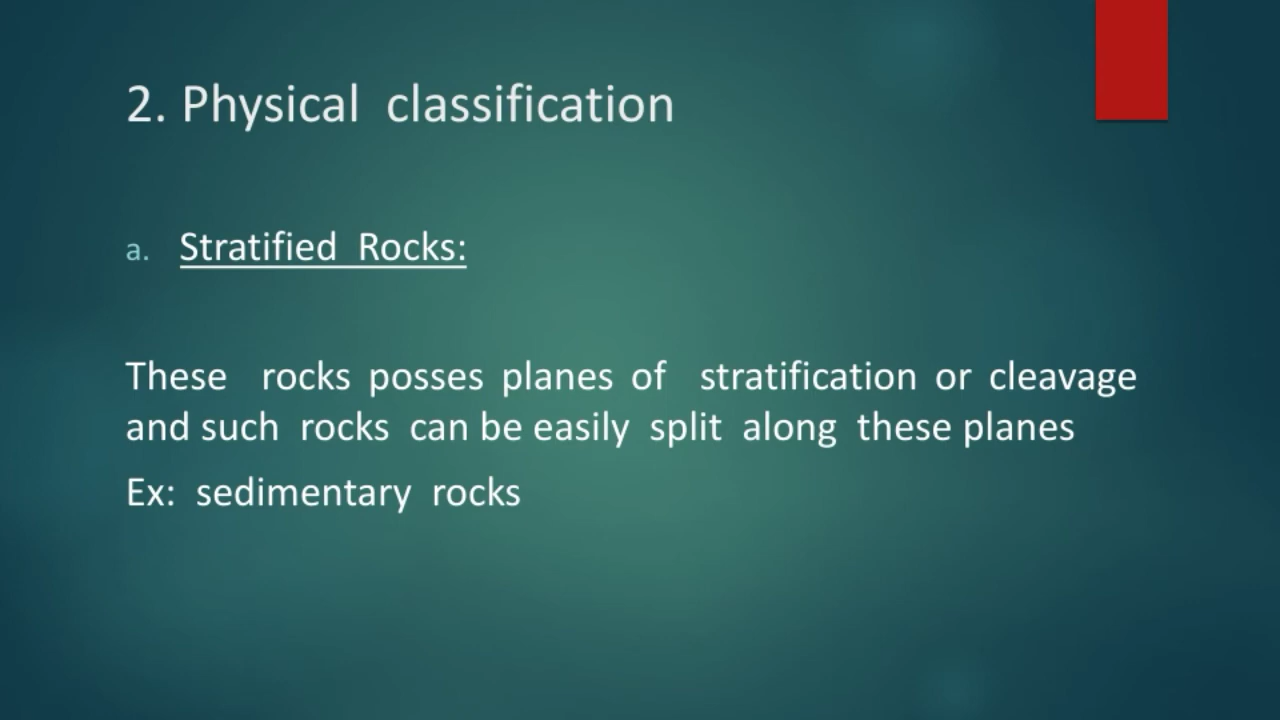 2. Physical classification
a. Stratified Rocks:
These rocks posses planes of stratification or cleavage
and such rocks can be easily split along these planes
Ex: sedimentary rocks